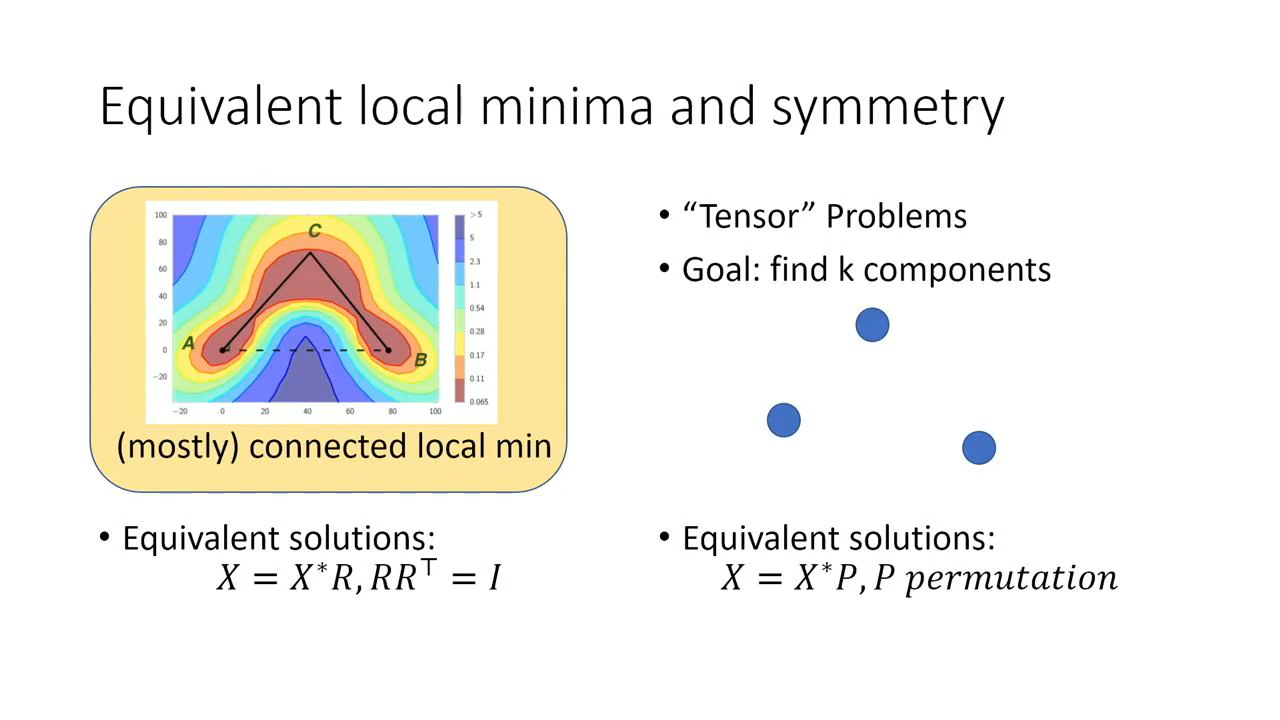 Equivalent local minima and symmetry
100
80
60
40
20
0
−20
−20 0 20 40 60 80 100
A
B
C
> 5
5
2.3
1.1
0.54
0.28
0.17
0.11
0.065
(mostly) connected local min
• Equivalent solutions:
X = X*R, RR⊤ = I
• “Tensor” Problems
• Goal: find k components
• Equivalent solutions:
X = X*P, P permutation